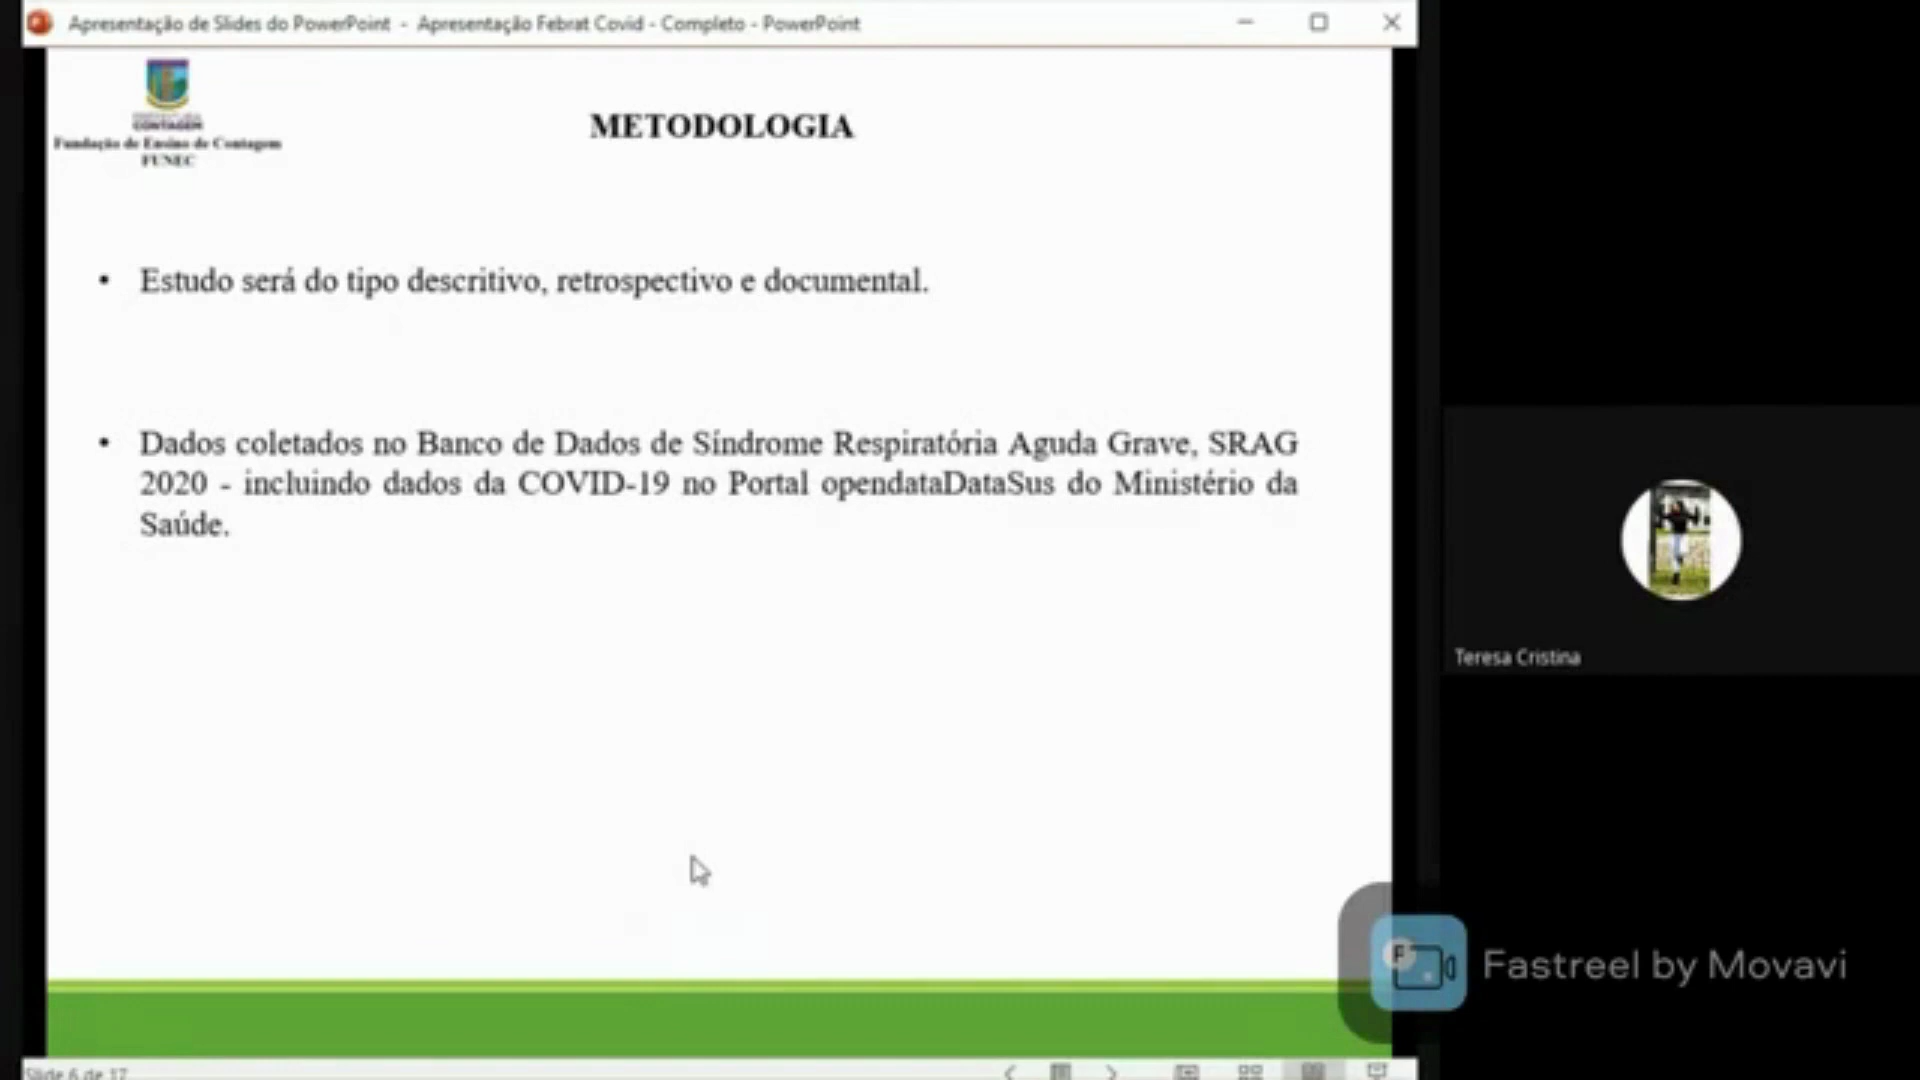 Apresentação de Slides do PowerPoint - Apresentação Febrat Covid - Completo - PowerPoint
CONTAGEM
Fundação de Ensino de Contagem
FUNEC
METODOLOGIA
• Estudo será do tipo descritivo, retrospectivo e documental.
• Dados coletados no Banco de Dados de Síndrome Respiratória Aguda Grave, SRAG
2020 - incluindo dados da COVID-19 no Portal opendataDataSus do Ministério da
Saúde.
Teresa Cristina
Fastreel by Movavi
Slide 6 de 17